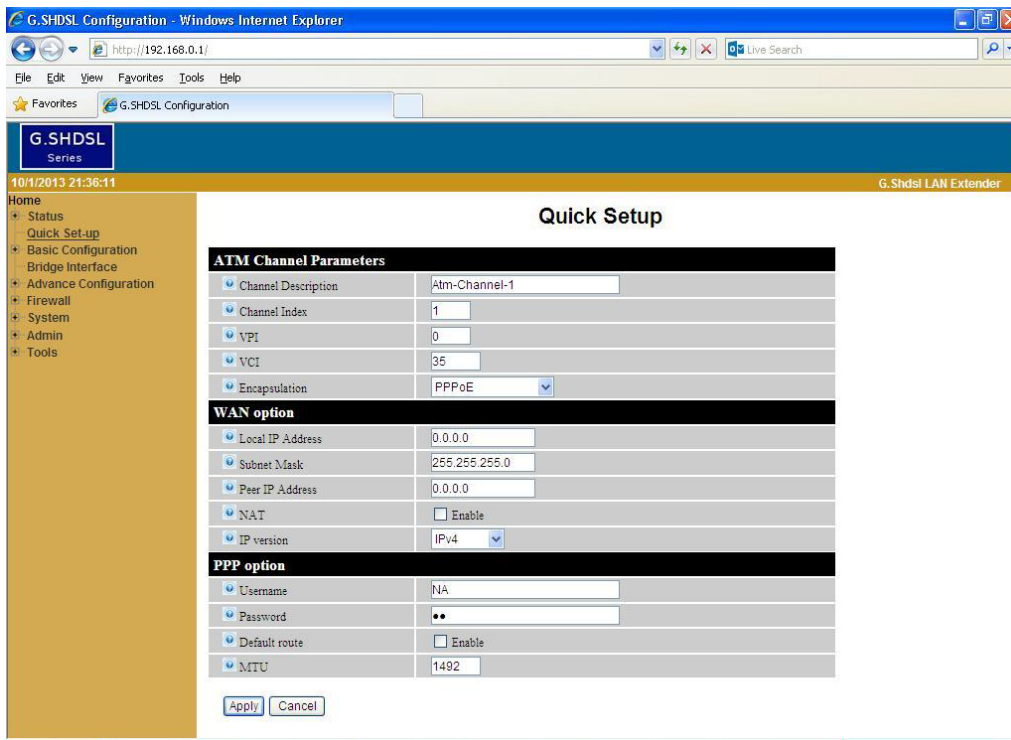 G.SHDSL Configuration - Windows Internet Explorer
http://192.168.0.1/
Live Search
File Edit View Favorites Tools Help
Favorites G.SHDSL Configuration
G.SHDSL
Series
10/1/2013 21:36:11 G.Shdsl LAN Extender
Home
Status
Quick Set-up
Basic Configuration
Bridge Interface
Advance Configuration
Firewall
System
Admin
Tools
Quick Setup
ATM Channel Parameters
Channel Description Atm-Channel-1
Channel Index 1
VPI 0
VCI 35
Encapsulation PPPoE
WAN option
Local IP Address 0.0.0.0
Subnet Mask 255.255.255.0
Peer IP Address 0.0.0.0
NAT Enable
IP version IPv4
PPP option
Username NA
Password ●●
Default route Enable
MTU 1492
Apply Cancel